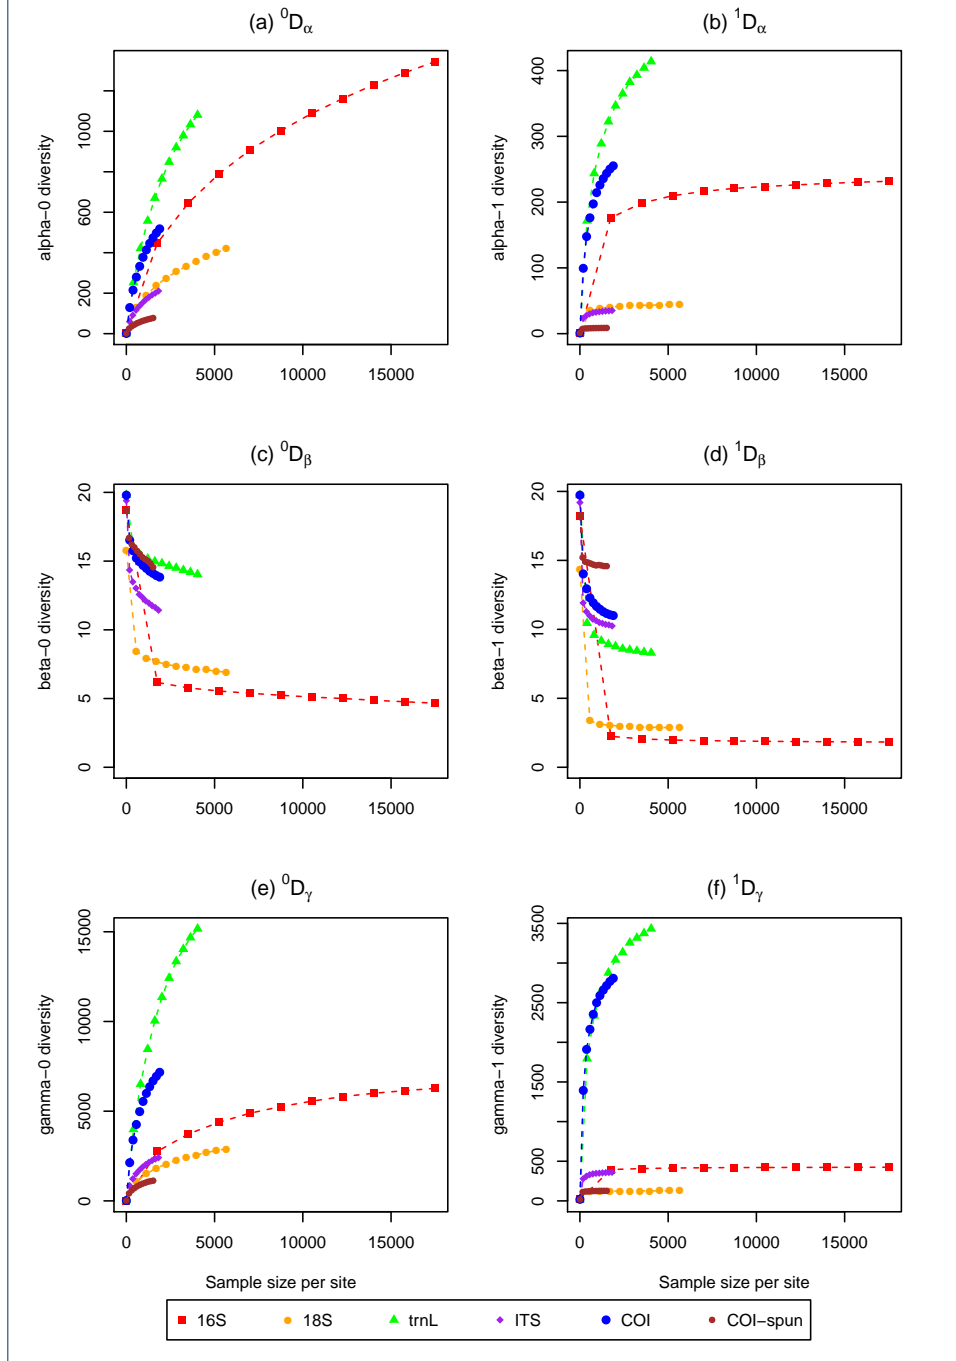 (a) ⁰Dα
(b) ¹Dα
alpha−0 diversity
0
200
600
1000
0 5000 10000 15000
alpha−1 diversity
0
100
200
300
400
0 5000 10000 15000
(c) ⁰Dβ
(d) ¹Dβ
beta−0 diversity
0
5
10
15
20
0 5000 10000 15000
beta−1 diversity
0
5
10
15
20
0 5000 10000 15000
(e) ⁰Dγ
(f) ¹Dγ
gamma−0 diversity
0
5000
10000
15000
0 5000 10000 15000
Sample size per site
gamma−1 diversity
0
500
1500
2500
3500
0 5000 10000 15000
Sample size per site
16S 18S trnL ITS COI COI−spun